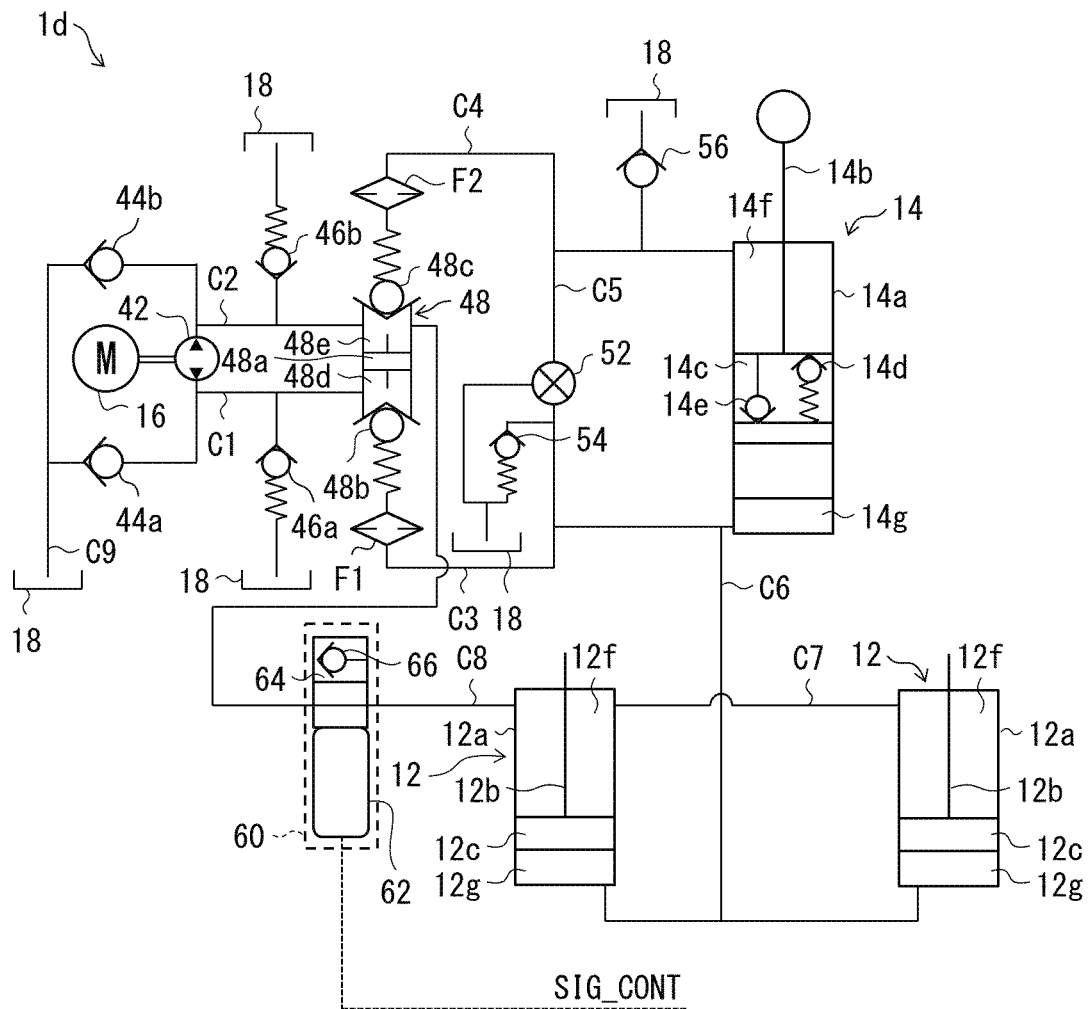 1d
18
18
C4
56
F2
14b
44b
14f
14
46b
48c
C2
48
C5
14a
42
48e
52
M
48a
14c
14d
48d
14e
16
C1
54
48b
44a
46a
14g
C9
F1
18
18
18
C3
C6
66
12f
12
12f
64
C8
C7
12a
12a
12
12b
12b
60
12c
12c
62
12g
12g
SIG_CONT